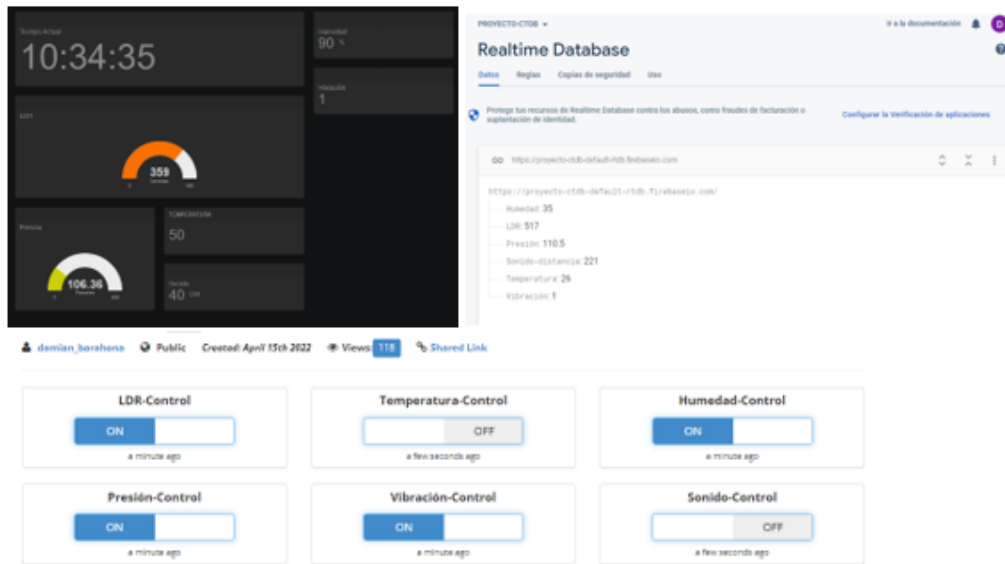 Tiempo Actual
10:34:35
Humedad
90 %
Vibración
1
LDR
359
0
Presión
106.36
0
TEMPERATURA
50
Sonido
40
PROYECTO-CTDB
Ir a la documentación
D
Realtime Database
Datos Reglas Copias de seguridad Uso
Protege tus recursos de Realtime Database contra los abusos, como fraudes de facturación o
suplantación de identidad.
Configurar la Verificación de aplicaciones
https://proyecto-ctdb-default-rtdb.firebaseio.com
https://proyecto-ctdb-default-rtdb.firebaseio.com/
Humedad: 35
LDR: 517
Presión: 110.5
Sonido-distancia: 221
Temperatura: 26
Vibración: 1
damian_barahona Public Created: April 15th 2022 Views: 118 Shared Link
LDR-Control
ON
a minute ago
Temperatura-Control
OFF
a few seconds ago
Humedad-Control
ON
a minute ago
Presión-Control
ON
a minute ago
Vibración-Control
ON
a minute ago
Sonido-Control
OFF
a few seconds ago